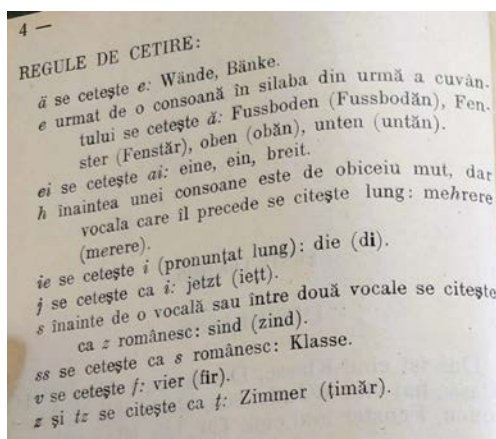 4 —
REGULE DE CETIRE:
ä se cetește e: Wände, Bänke.
e urmat de o consoană în silaba din urmă a cuvân-
tului se cetește ă: Fussboden (Fussbodăn), Fen-
ster (Fenstăr), oben (obăn), unten (untăn).
ei se cetește ai: eine, ein, breit.
h înaintea unei consoane este de obiceiu mut, dar
vocala care îl precede se citește lung: mehrere
(merere).
ie se cetește i (pronunțat lung): die (di).
j se cetește ca i: jetzt (iețt).
s înainte de o vocală sau între două vocale se citește
ca z românesc: sind (zind).
ss se cetește ca s românesc: Klasse.
v se cetește f: vier (fir).
z și tz se citește ca ț: Zimmer (țimăr).